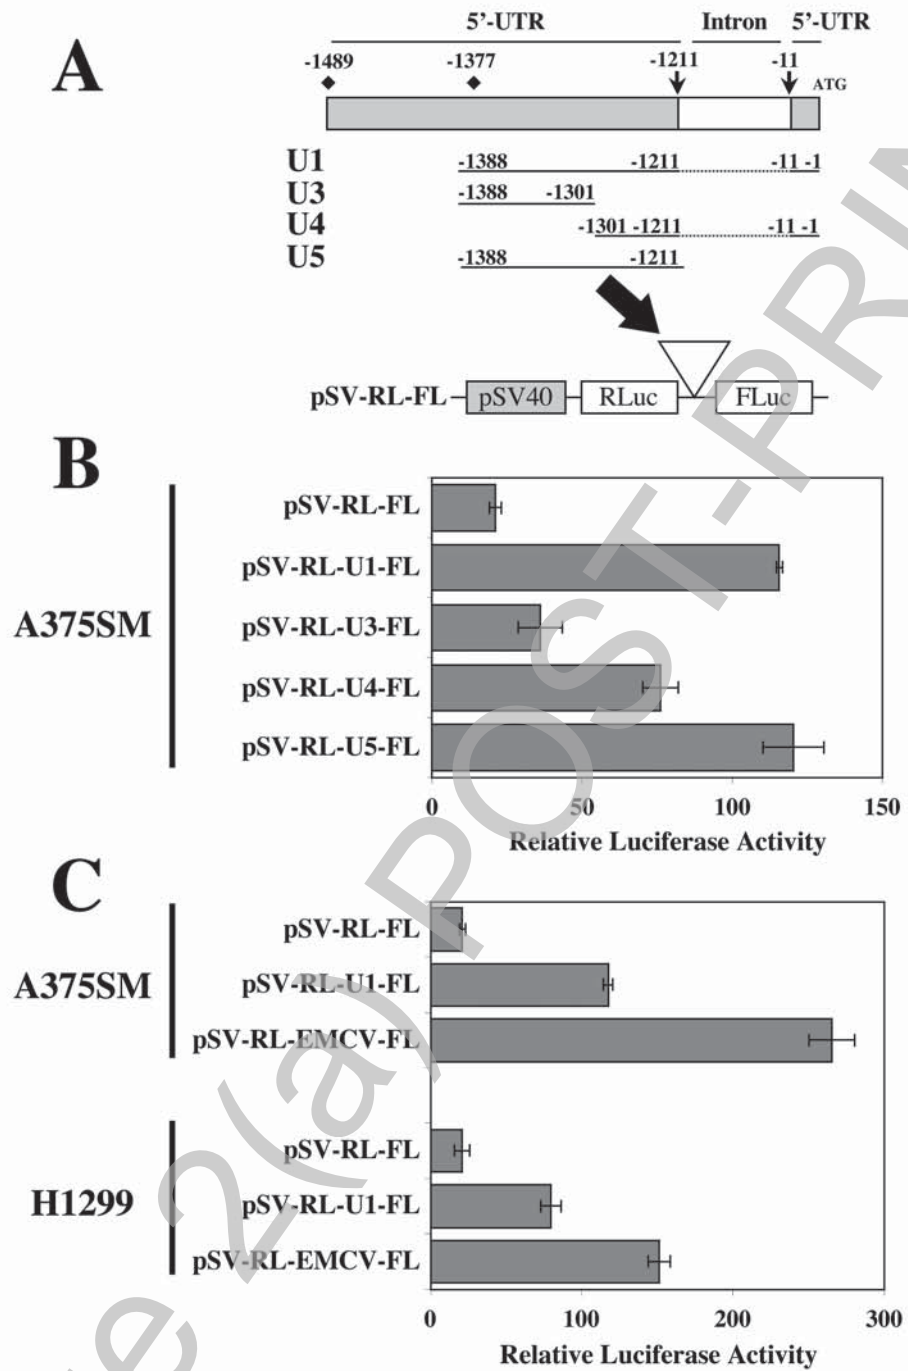 A
5'-UTR Intron 5'-UTR
-1489 -1377 -1211 -11
ATG
U1 -1388 -1211 -11 -1
U3 -1388 -1301
U4 -1301 -1211 -11 -1
U5 -1388 -1211
pSV-RL-FL pSV40 RLuc FLuc
B
A375SM
pSV-RL-FL
pSV-RL-U1-FL
pSV-RL-U3-FL
pSV-RL-U4-FL
pSV-RL-U5-FL
0 50 100 150
Relative Luciferase Activity
C
A375SM
pSV-RL-FL
pSV-RL-U1-FL
pSV-RL-EMCV-FL
H1299
pSV-RL-FL
pSV-RL-U1-FL
pSV-RL-EMCV-FL
0 100 200 300
Relative Luciferase Activity
2(a) POST-PRIN